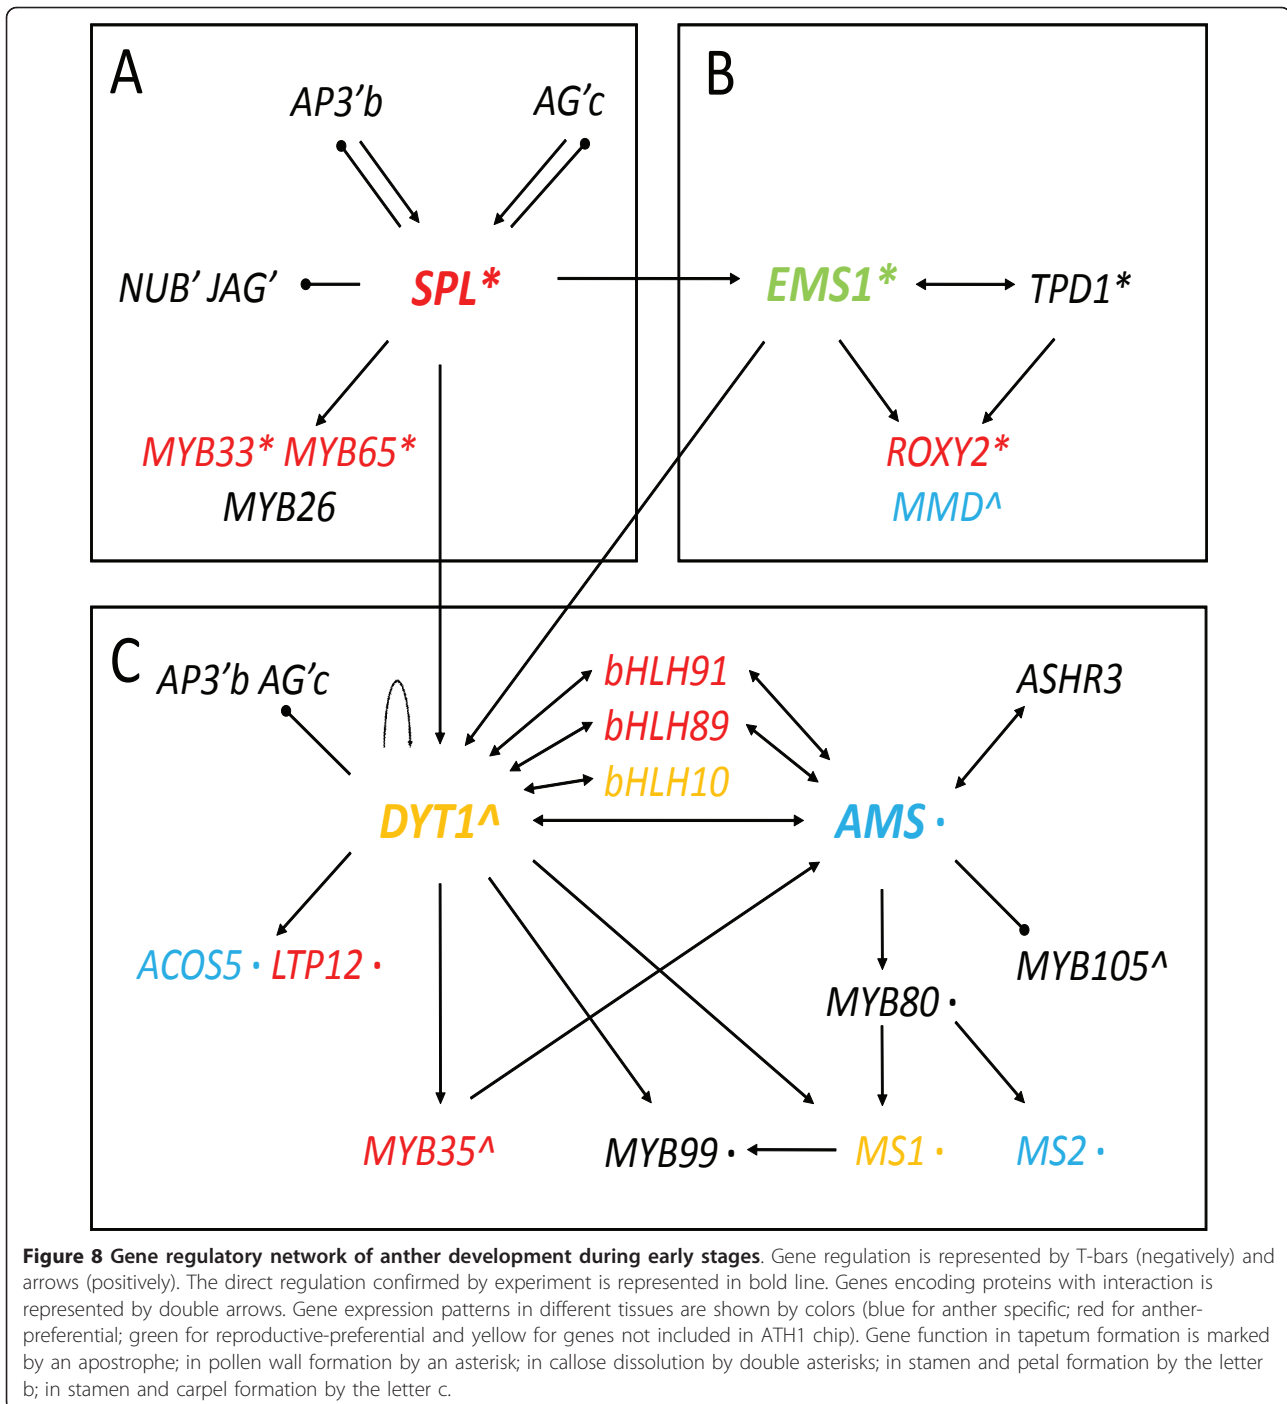 A
B
AP3'b
AG'c
NUB' JAG'
SPL*
EMS1*
TPD1*
MYB33* MYB65*
MYB26
ROXY2*
MMD^
C
AP3'b AG'c
bHLH91
bHLH89
bHLH10
ASHR3
DYT1^
AMS ·
ACOS5 · LTP12 ·
MYB105^
MYB80 ·
MYB35^
MYB99 ·
MS1 ·
MS2 ·
Figure 8 Gene regulatory network of anther development during early stages. Gene regulation is represented by T-bars (negatively) and
arrows (positively). The direct regulation confirmed by experiment is represented in bold line. Genes encoding proteins with interaction is
represented by double arrows. Gene expression patterns in different tissues are shown by colors (blue for anther specific; red for anther-
preferential; green for reproductive-preferential and yellow for genes not included in ATH1 chip). Gene function in tapetum formation is marked
by an apostrophe; in pollen wall formation by an asterisk; in callose dissolution by double asterisks; in stamen and petal formation by the letter
b; in stamen and carpel formation by the letter c.